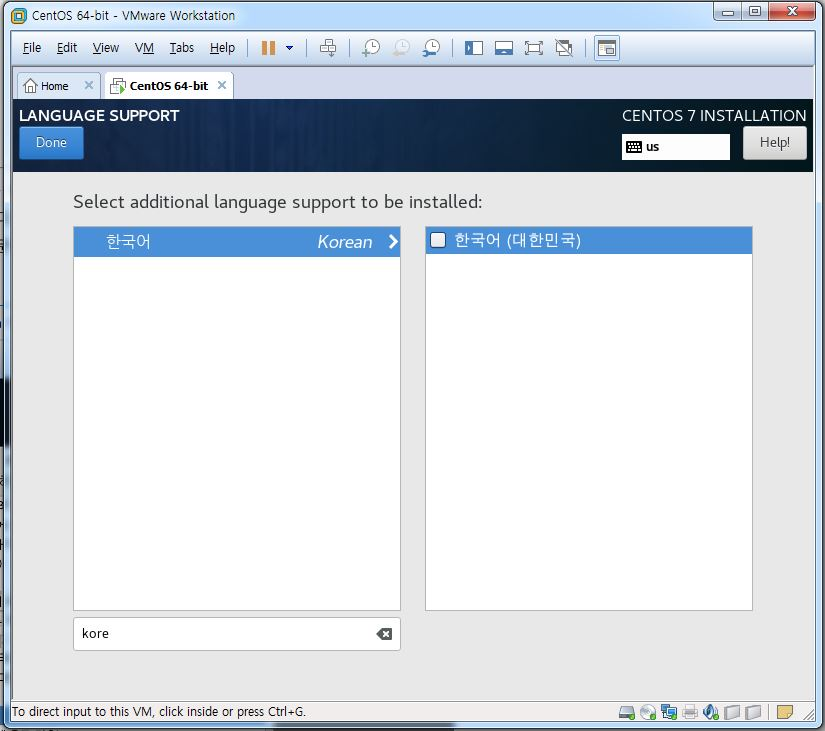 CentOS 64-bit - VMware Workstation
File Edit View VM Tabs Help
Home CentOS 64-bit
LANGUAGE SUPPORT CENTOS 7 INSTALLATION
Done us Help!
Select additional language support to be installed:
한국어 Korean 한국어 (대한민국)
kore
To direct input to this VM, click inside or press Ctrl+G.